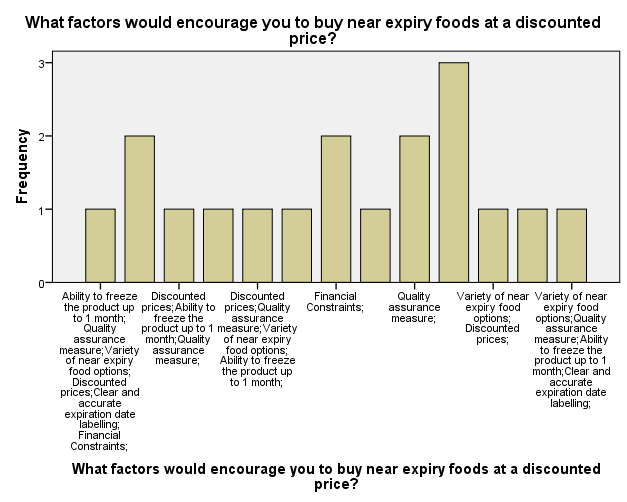 What factors would encourage you to buy near expiry foods at a discounted
price?
Frequency
3
2
1
0
Ability to freeze
the product up
to 1 month;
Quality
assurance
measure;Variety
of near expiry
food options;
Discounted
prices;Clear and
accurate
expiration date
labelling;
Financial
Constraints;
Discounted
prices;Ability to
freeze the
product up to 1
month;Quality
assurance
measure;
Discounted
prices;Quality
assurance
measure;Variety
of near expiry
food options;
Ability to freeze
the product up
to 1 month;
Financial
Constraints;
Quality
assurance
measure;
Variety of near
expiry food
options;
Discounted
prices;
Variety of near
expiry food
options;Quality
assurance
measure;Ability
to freeze the
product up to 1
month;Clear and
accurate
expiration date
labelling;
What factors would encourage you to buy near expiry foods at a discounted
price?